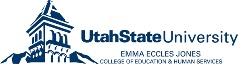 UtahStateUniversity
EMMA ECCLES JONES
COLLEGE OF EDUCATION & HUMAN SERVICES